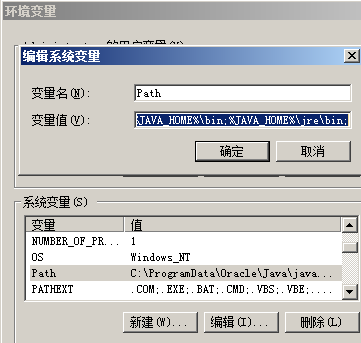 环境变量
的用户变量(U)
编辑系统变量
变量名(N):
Path
变量值(V):
%JAVA_HOME%\bin;%JAVA_HOME%\jre\bin;
确定
取消
系统变量(S)
变量 值
NUMBER_OF_PR... 1
OS Windows_NT
Path C:\ProgramData\Oracle\Java\java...
PATHEXT .COM;.EXE;.BAT;.CMD;.VBS;.VBE;....
新建(W)... 编辑(I)... 删除(L)